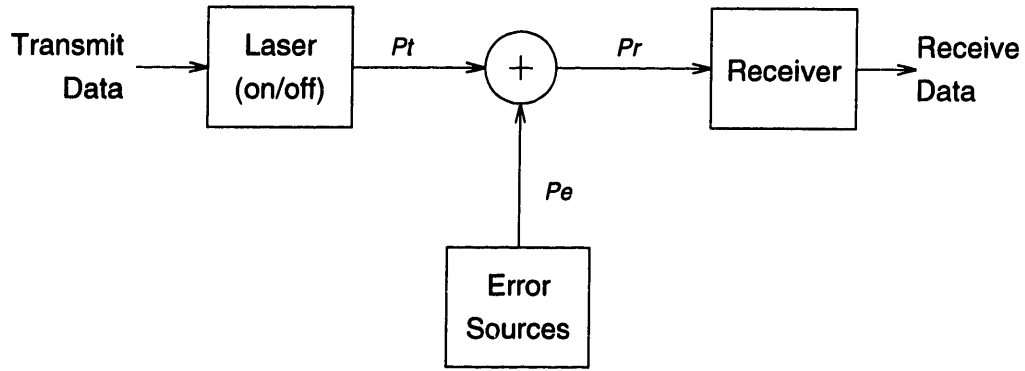 Transmit
Data
Laser
(on/off)
Pt
+
Pr
Receiver
Receive
Data
Pe
Error
Sources